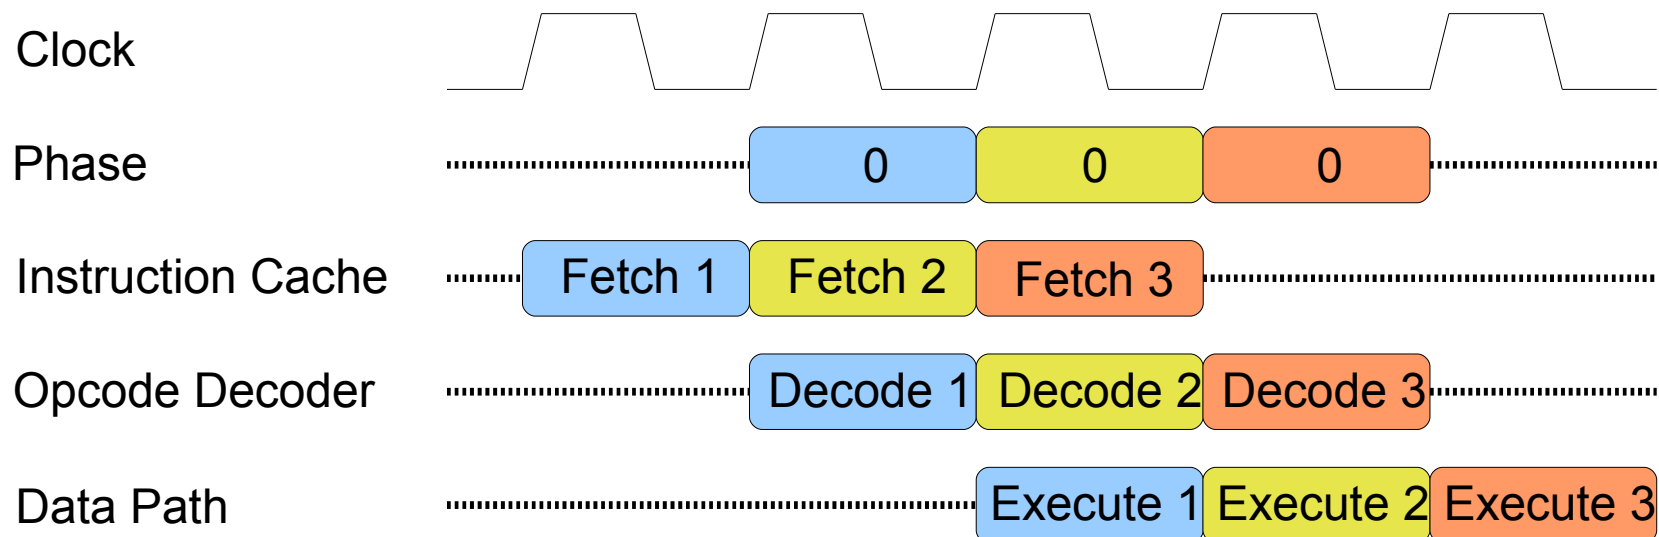 Clock
Phase 0 0 0
Instruction Cache Fetch 1 Fetch 2 Fetch 3
Opcode Decoder Decode 1 Decode 2 Decode 3
Data Path Execute 1 Execute 2 Execute 3